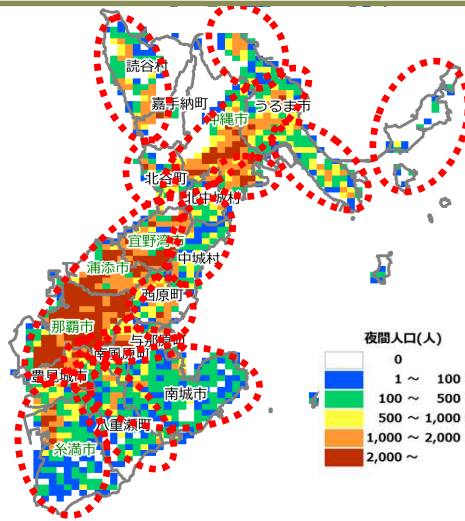 読谷村
嘉手納町
うるま市
沖縄市
北谷町
北中城村
宜野湾市
中城村
浦添市
西原町
那覇市
与那原町
南風原町
豊見城市
南城市
八重瀬町
糸満市
夜間人口(人)
0
1 ～ 100
100 ～ 500
500 ～ 1,000
1,000 ～ 2,000
2,000 ～